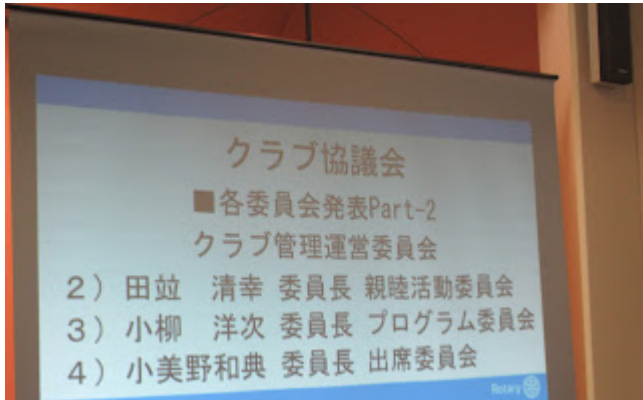 クラブ協議会
■各委員会発表Part-2
クラブ管理運営委員会
2) 田竝 清幸 委員長 親睦活動委員会
3) 小柳 洋次 委員長 プログラム委員会
4) 小美野和典 委員長 出席委員会
Rotary